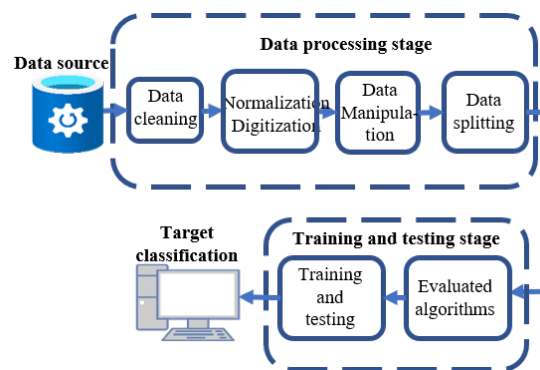 Data processing stage
Data source
Data
cleaning
Normalization
Digitization
Data
Manipula-
tion
Data
splitting
Target
classification
Training and testing stage
Training
and
testing
Evaluated
algorithms